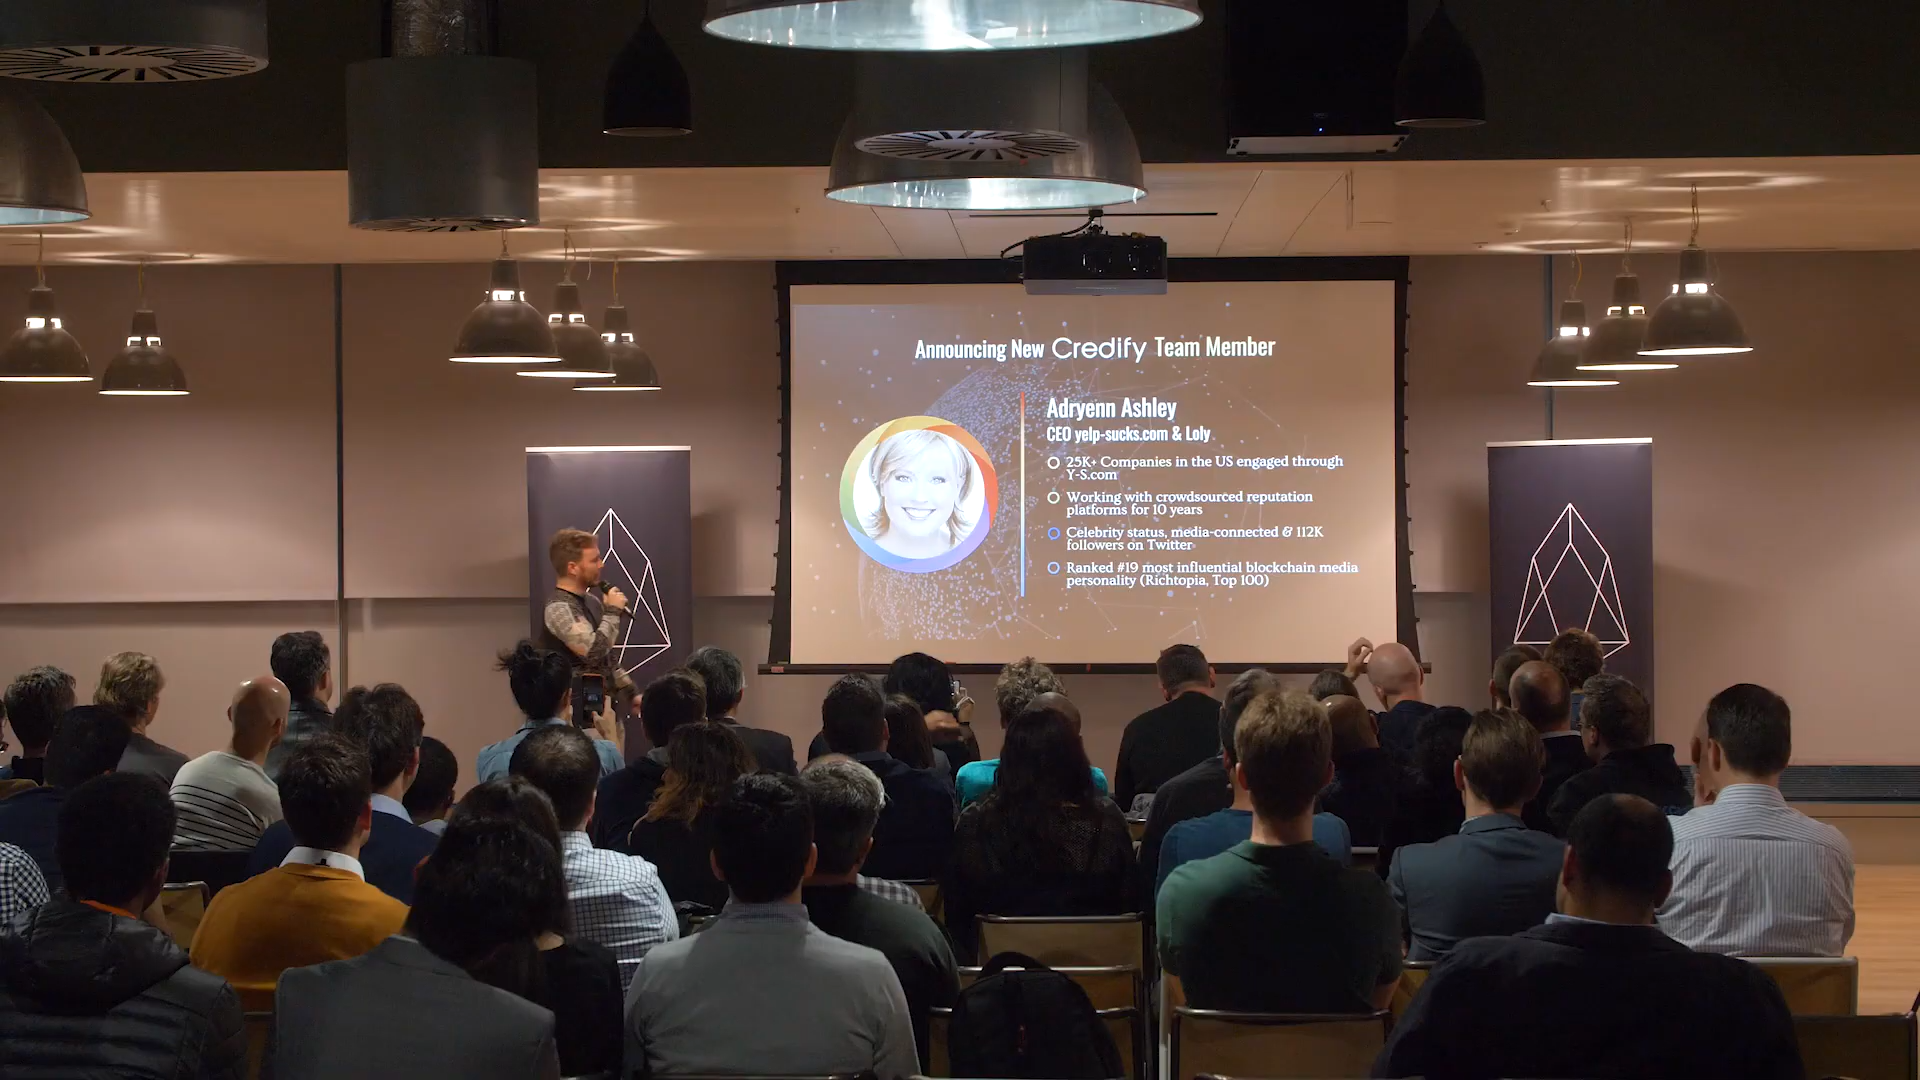 Announcing New Credify Team Member
Adryenn Ashley
CEO yelp-sucks.com & Loly
25K+ Companies in the US engaged through
Y-S.com
Working with crowdsourced reputation
platforms for 10 years
Celebrity status, media-connected & 112K
followers on Twitter
Ranked #19 most influential blockchain media
personality (Richtopia, Top 100)